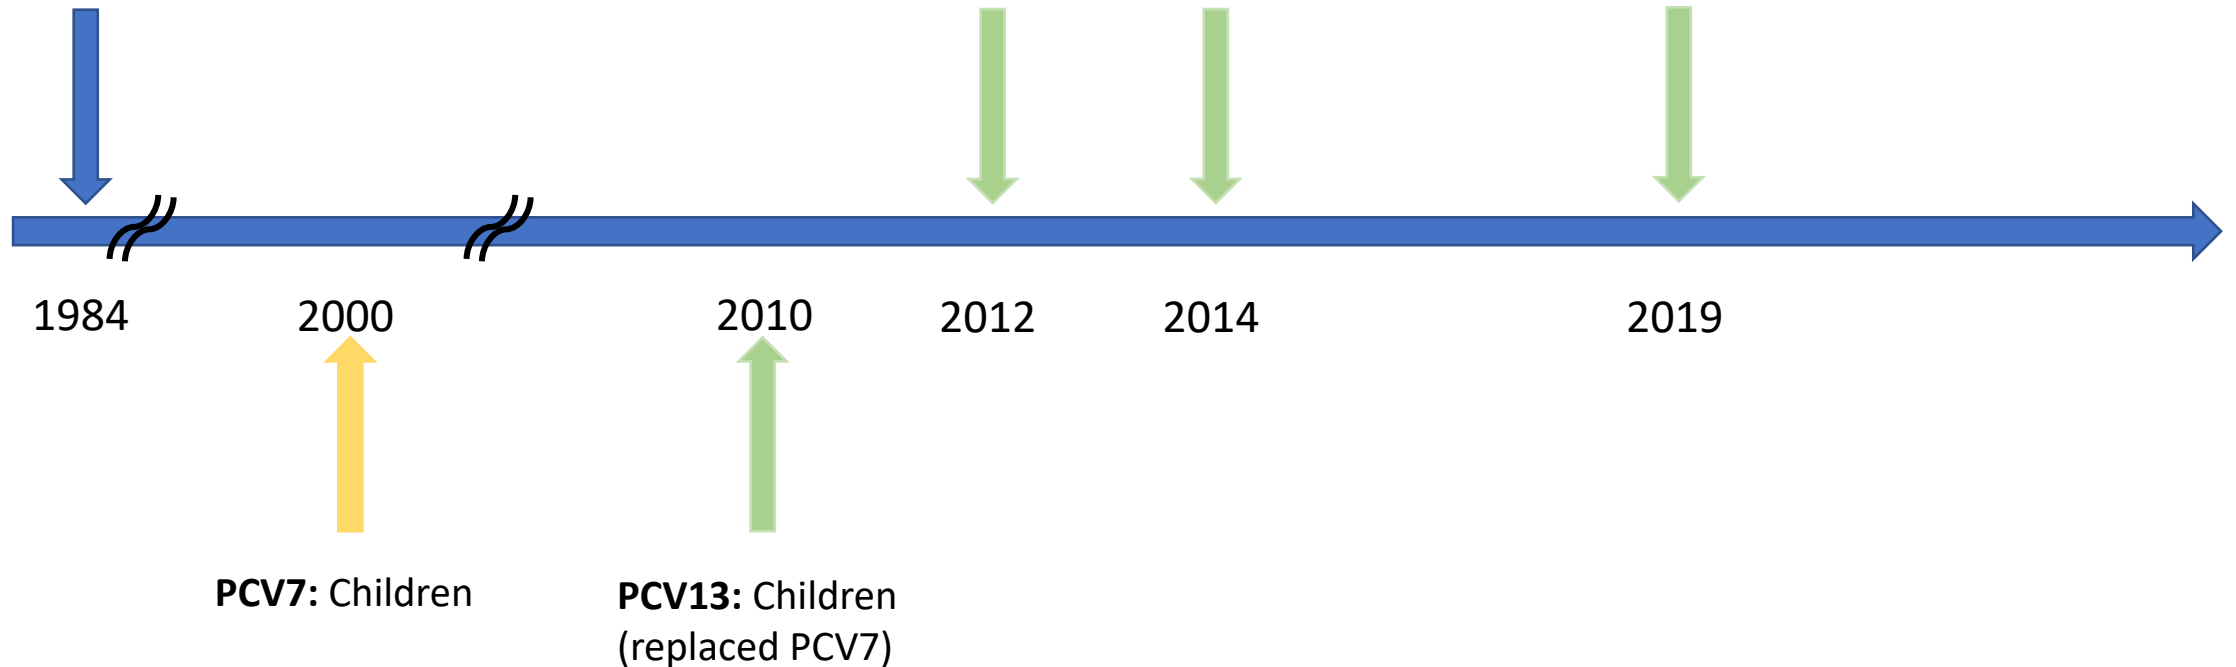 1984 2000 2010 2012 2014 2019
PCV7: Children
PCV13: Children
(replaced PCV7)